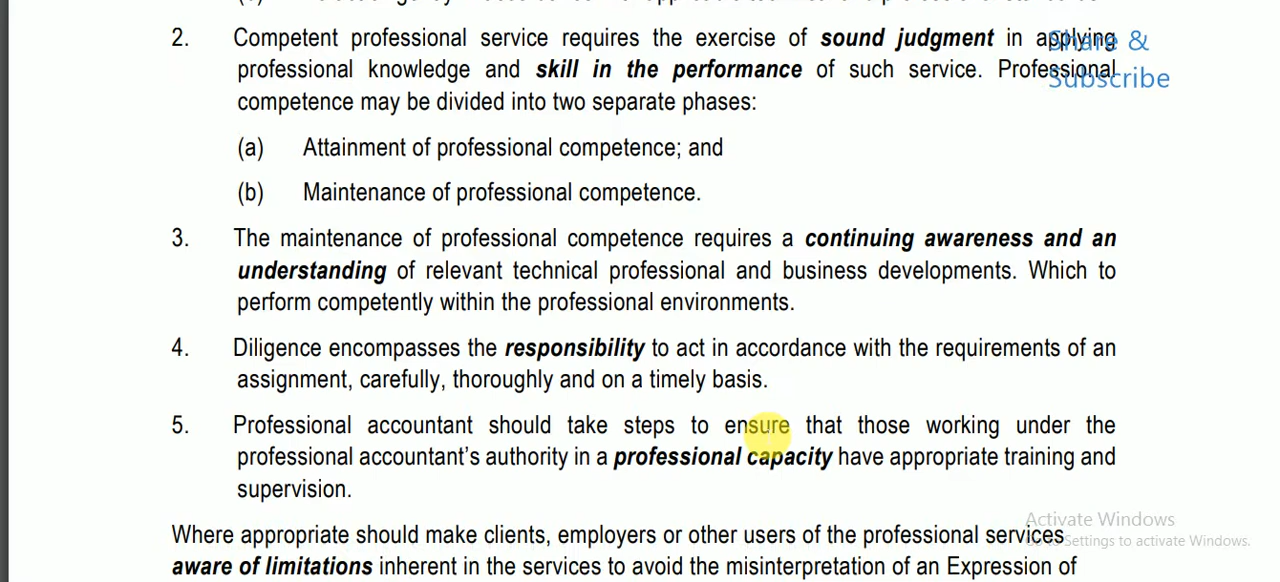 2. Competent professional service requires the exercise of sound judgment in applying
professional knowledge and skill in the performance of such service. Professional
competence may be divided into two separate phases:
(a) Attainment of professional competence; and
(b) Maintenance of professional competence.
3. The maintenance of professional competence requires a continuing awareness and an
understanding of relevant technical professional and business developments. Which to
perform competently within the professional environments.
4. Diligence encompasses the responsibility to act in accordance with the requirements of an
assignment, carefully, thoroughly and on a timely basis.
5. Professional accountant should take steps to ensure that those working under the
professional accountant's authority in a professional capacity have appropriate training and
supervision.
Where appropriate should make clients, employers or other users of the professional services
aware of limitations inherent in the services to avoid the misinterpretation of an Expression of
Share &
Subscribe
Activate Windows
Settings to activate Windows.